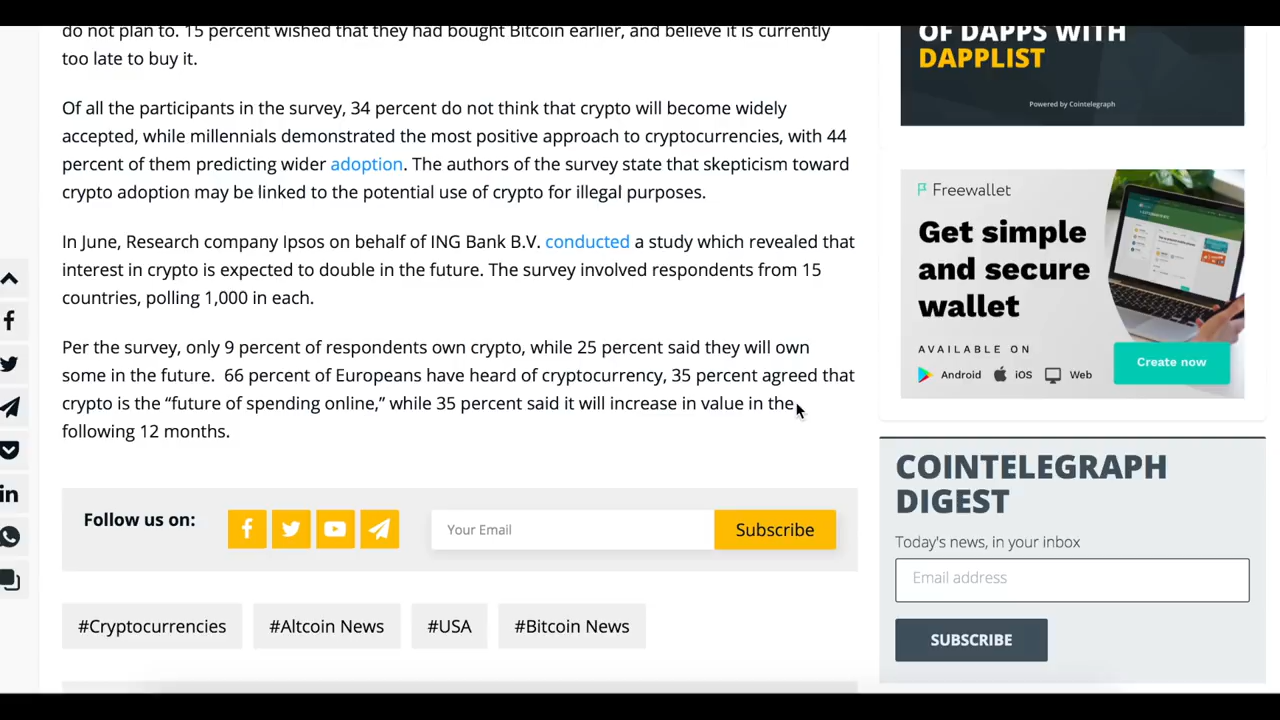 do not plan to. 15 percent wished that they had bought Bitcoin earlier, and believe it is currently
too late to buy it.
Of all the participants in the survey, 34 percent do not think that crypto will become widely
accepted, while millennials demonstrated the most positive approach to cryptocurrencies, with 44
percent of them predicting wider adoption. The authors of the survey state that skepticism toward
crypto adoption may be linked to the potential use of crypto for illegal purposes.
In June, Research company Ipsos on behalf of ING Bank B.V. conducted a study which revealed that
interest in crypto is expected to double in the future. The survey involved respondents from 15
countries, polling 1,000 in each.
Per the survey, only 9 percent of respondents own crypto, while 25 percent said they will own
some in the future.  66 percent of Europeans have heard of cryptocurrency, 35 percent agreed that
crypto is the “future of spending online,” while 35 percent said it will increase in value in the
following 12 months.
Follow us on:
Your Email
Subscribe
#Cryptocurrencies
#Altcoin News
#USA
#Bitcoin News
OF DAPPS WITH
DAPPLIST
Powered by Cointelegraph
Freewallet
Get simple
and secure
wallet
AVAILABLE ON
Android
iOS
Web
Create now
COINTELEGRAPH
DIGEST
Today's news, in your inbox
Email address
SUBSCRIBE